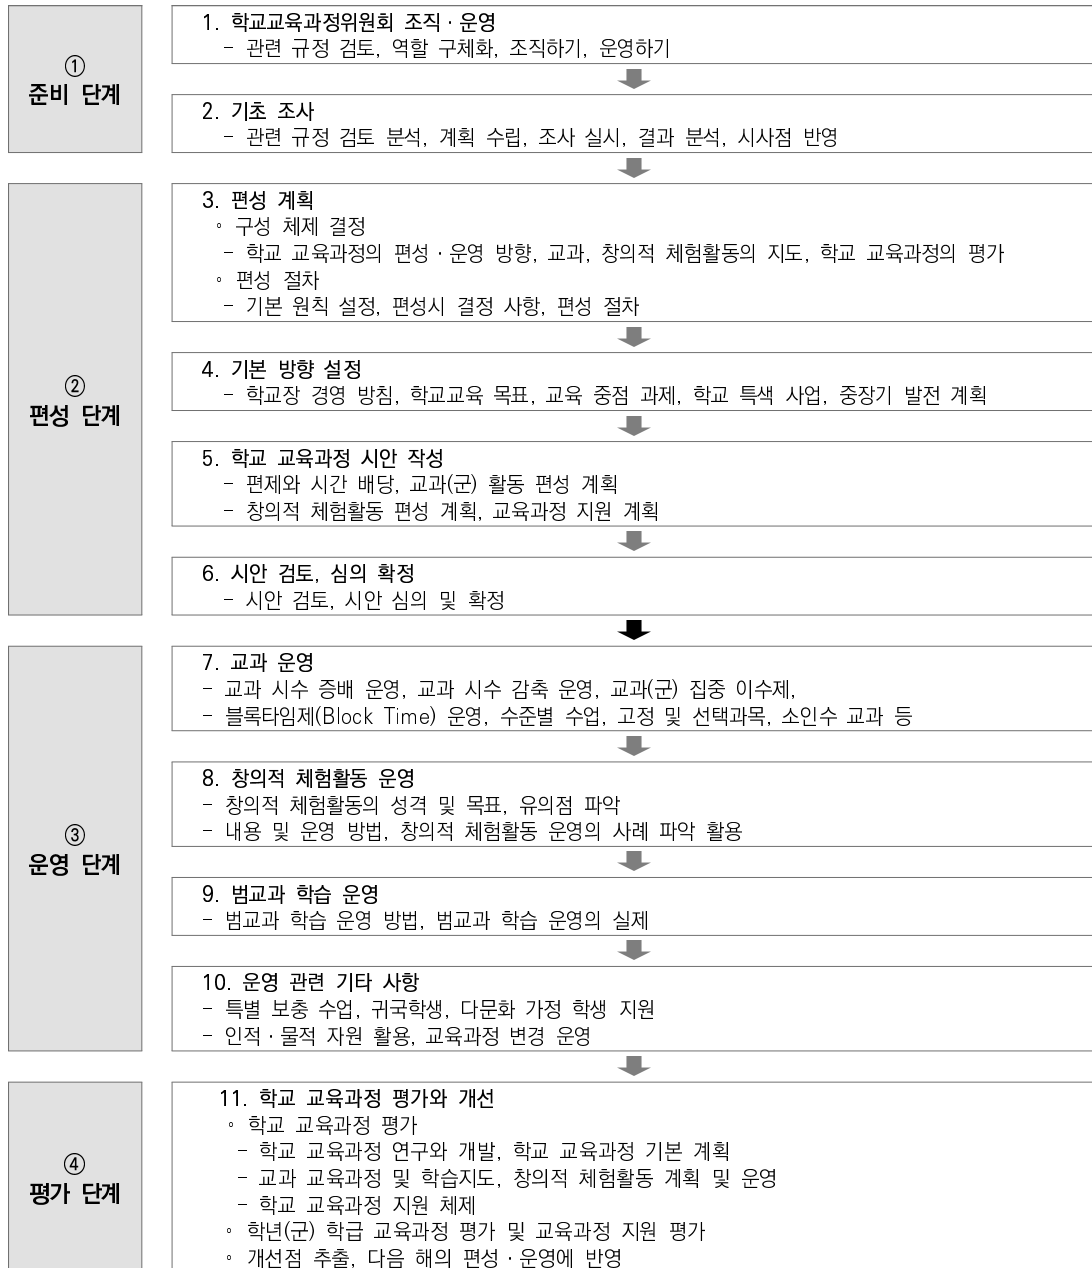 ①
준비 단계
1. 학교교육과정위원회 조직·운영
- 관련 규정 검토, 역할 구체화, 조직하기, 운영하기
2. 기초 조사
- 관련 규정 검토 분석, 계획 수립, 조사 실시, 결과 분석, 시사점 반영
②
편성 단계
3. 편성 계획
◦ 구성 체제 결정
- 학교 교육과정의 편성·운영 방향, 교과, 창의적 체험활동의 지도, 학교 교육과정의 평가
◦ 편성 절차
- 기본 원칙 설정, 편성시 결정 사항, 편성 절차
4. 기본 방향 설정
- 학교장 경영 방침, 학교교육 목표, 교육 중점 과제, 학교 특색 사업, 중장기 발전 계획
5. 학교 교육과정 시안 작성
- 편제와 시간 배당, 교과(군) 활동 편성 계획
- 창의적 체험활동 편성 계획, 교육과정 지원 계획
6. 시안 검토, 심의 확정
- 시안 검토, 시안 심의 및 확정
③
운영 단계
7. 교과 운영
- 교과 시수 증배 운영, 교과 시수 감축 운영, 교과(군) 집중 이수제,
- 블록타임제(Block Time) 운영, 수준별 수업, 고정 및 선택과목, 소인수 교과 등
8. 창의적 체험활동 운영
- 창의적 체험활동의 성격 및 목표, 유의점 파악
- 내용 및 운영 방법, 창의적 체험활동 운영의 사례 파악 활용
9. 범교과 학습 운영
- 범교과 학습 운영 방법, 범교과 학습 운영의 실제
10. 운영 관련 기타 사항
- 특별 보충 수업, 귀국학생, 다문화 가정 학생 지원
- 인적·물적 자원 활용, 교육과정 변경 운영
④
평가 단계
11. 학교 교육과정 평가와 개선
◦ 학교 교육과정 평가
- 학교 교육과정 연구와 개발, 학교 교육과정 기본 계획
- 교과 교육과정 및 학습지도, 창의적 체험활동 계획 및 운영
- 학교 교육과정 지원 체제
◦ 학년(군) 학급 교육과정 평가 및 교육과정 지원 평가
◦ 개선점 추출, 다음 해의 편성·운영에 반영